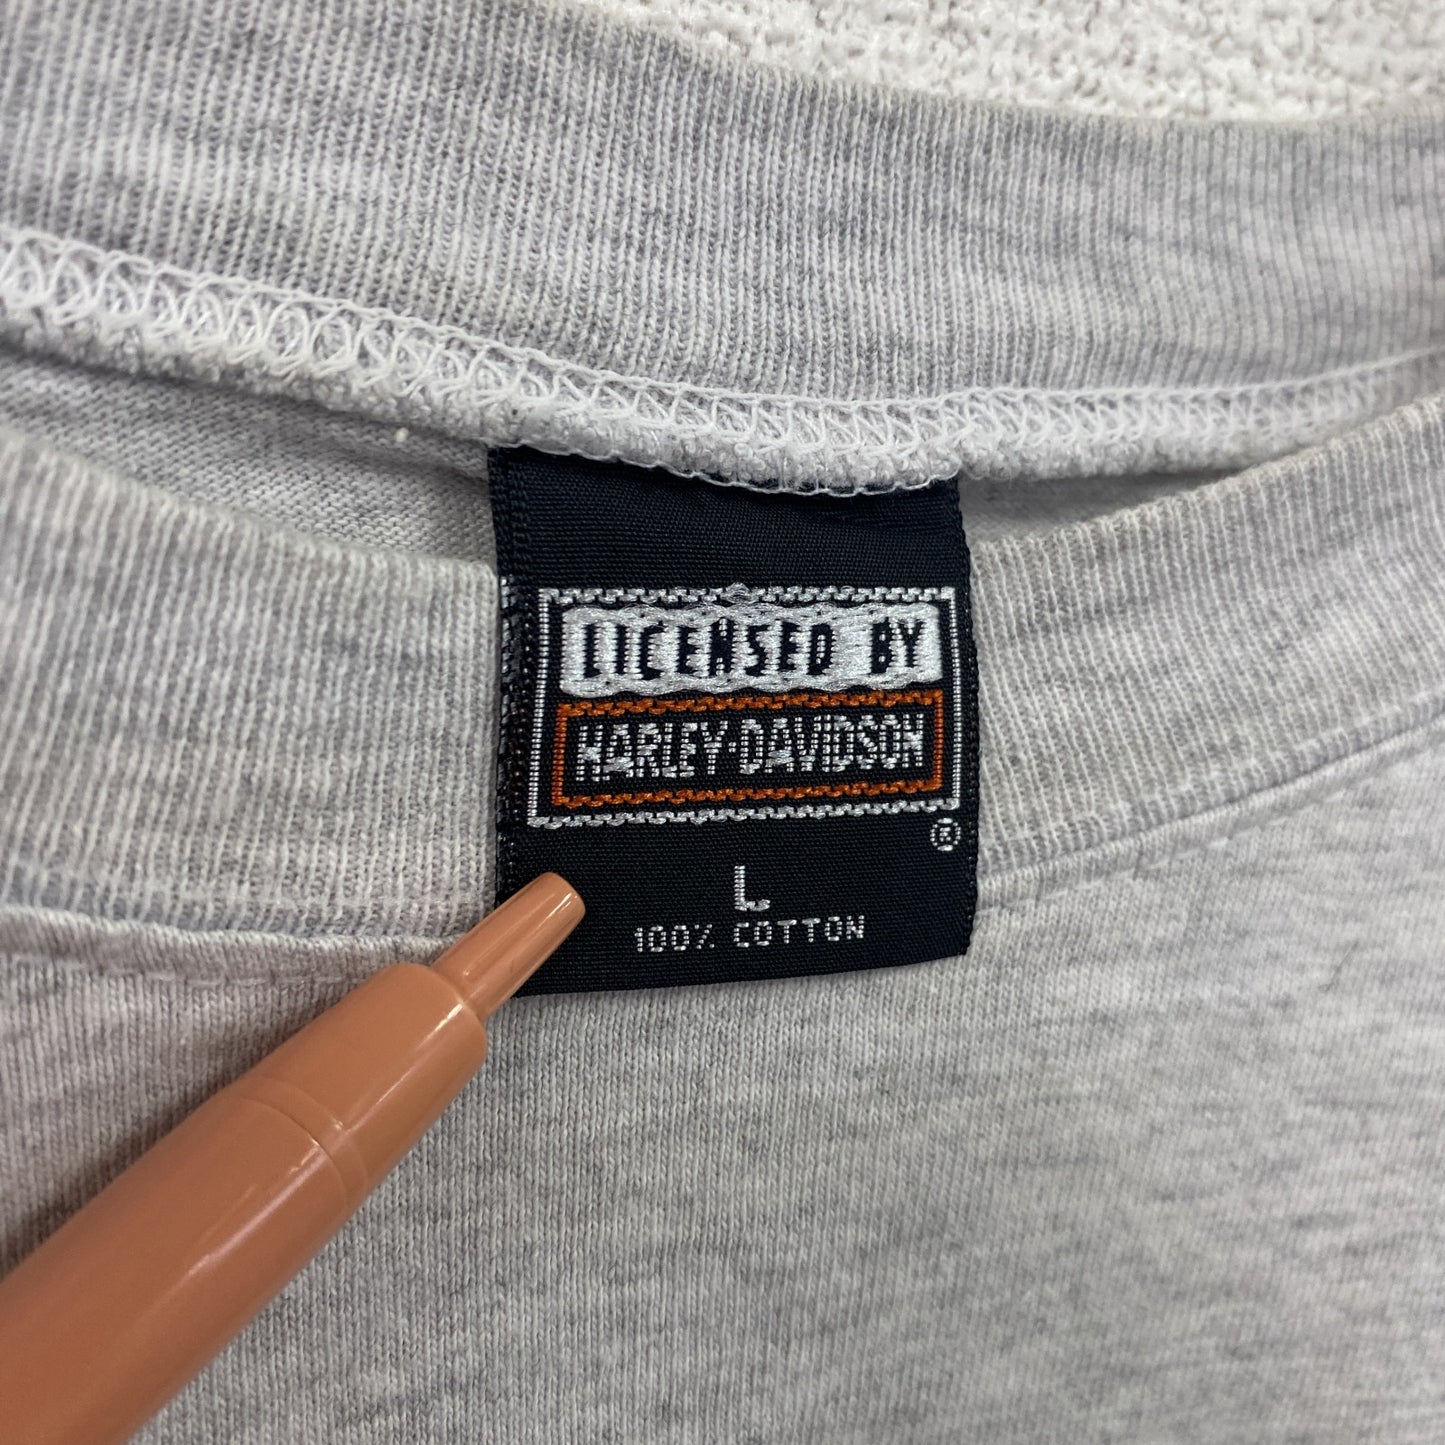 LICENSED BY
HARLEY-DAVIDSON
®
L
100% COTTON